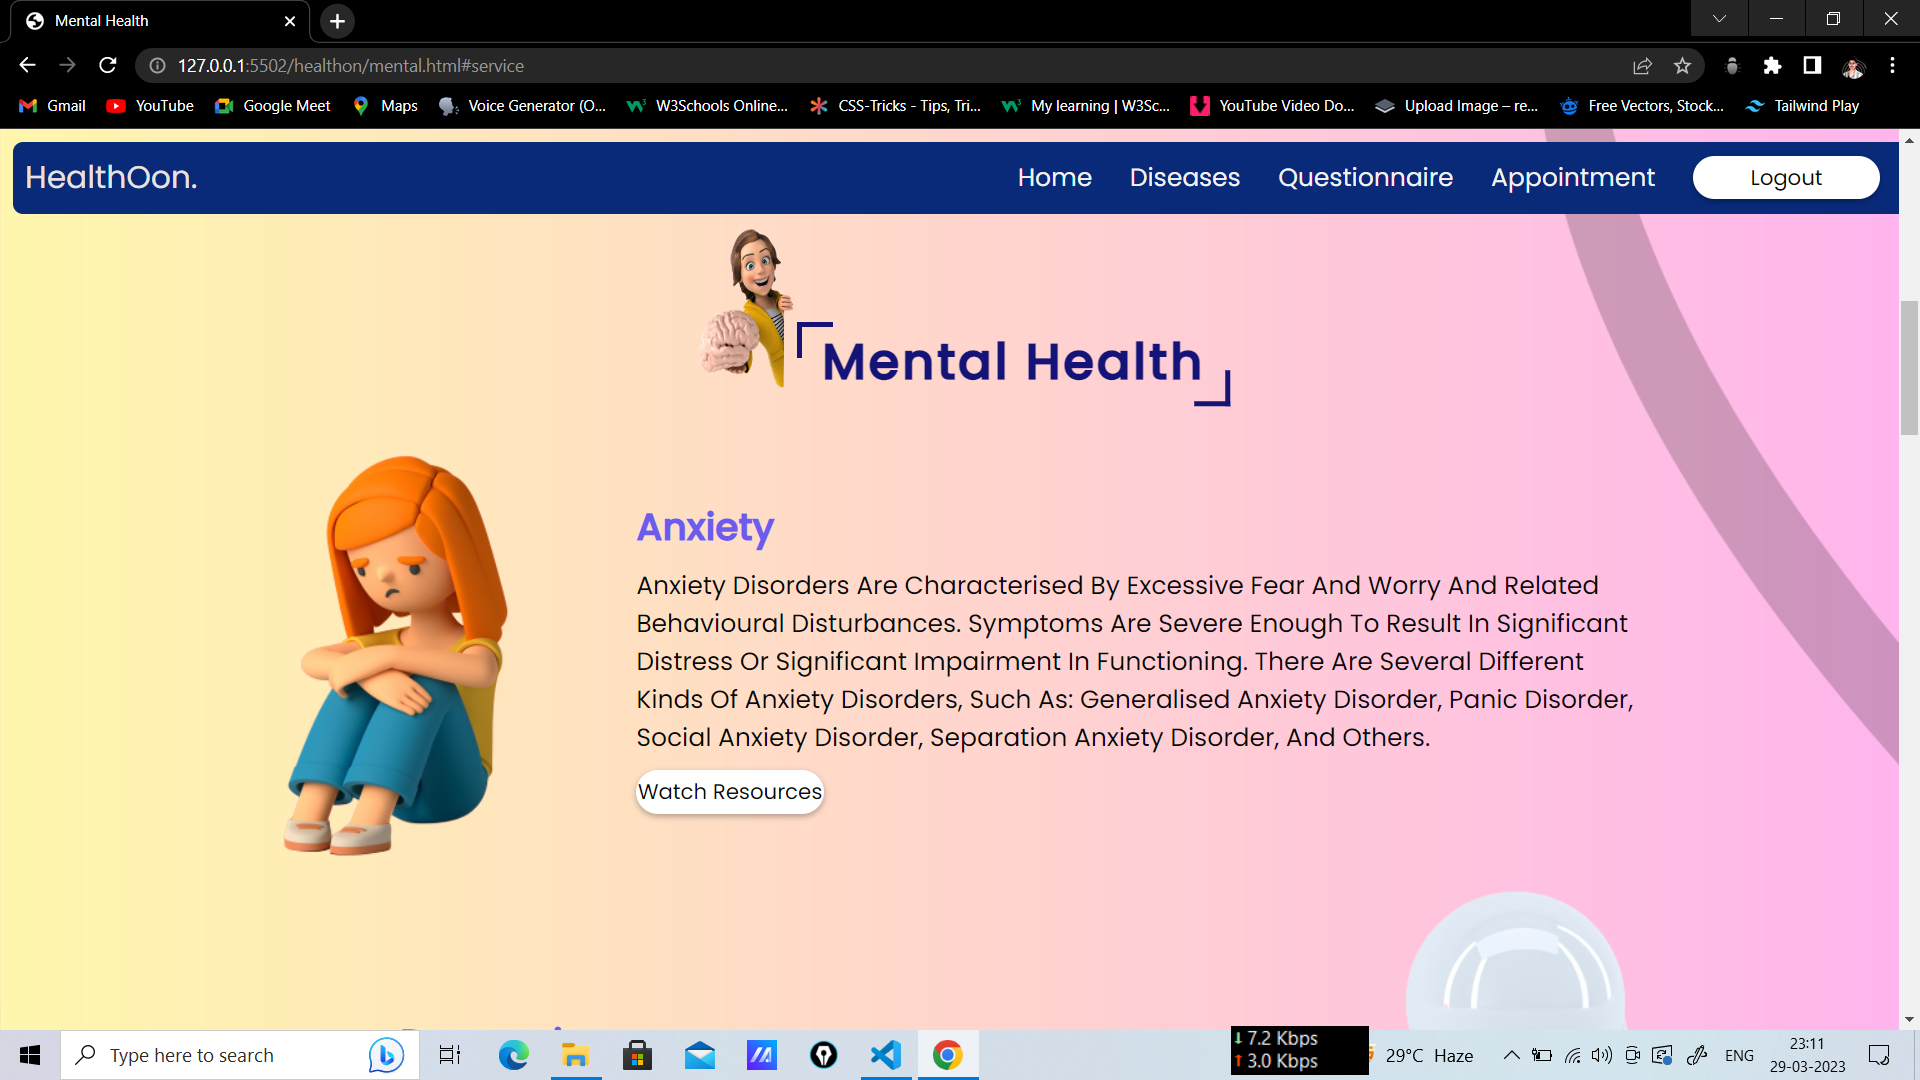 Mental Health
127.0.0.1:5502/healthon/mental.html#service
Gmail YouTube Google Meet Maps Voice Generator (O... W3Schools Online... CSS-Tricks - Tips, Tri... My learning | W3Sc... YouTube Video Do... Upload Image – re... Free Vectors, Stock... Tailwind Play
HealthOon. Home Diseases Questionnaire Appointment Logout
Mental Health
Anxiety
Anxiety Disorders Are Characterised By Excessive Fear And Worry And Related
Behavioural Disturbances. Symptoms Are Severe Enough To Result In Significant
Distress Or Significant Impairment In Functioning. There Are Several Different
Kinds Of Anxiety Disorders, Such As: Generalised Anxiety Disorder, Panic Disorder,
Social Anxiety Disorder, Separation Anxiety Disorder, And Others.
Watch Resources
Type here to search
7.2 Kbps
3.0 Kbps
29°C Haze
ENG
23:11
29-03-2023